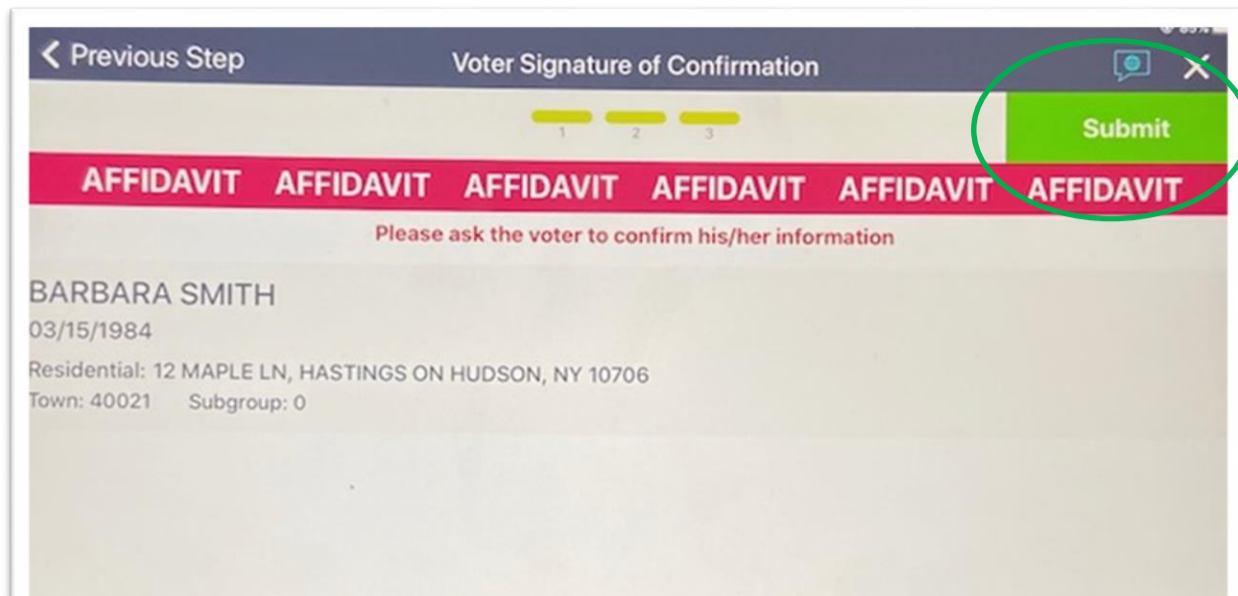 Previous Step Voter Signature of Confirmation
1 2 3
Submit
AFFIDAVIT AFFIDAVIT AFFIDAVIT AFFIDAVIT AFFIDAVIT AFFIDAVIT
Please ask the voter to confirm his/her information
BARBARA SMITH
03/15/1984
Residential: 12 MAPLE LN, HASTINGS ON HUDSON, NY 10706
Town: 40021 Subgroup: 0